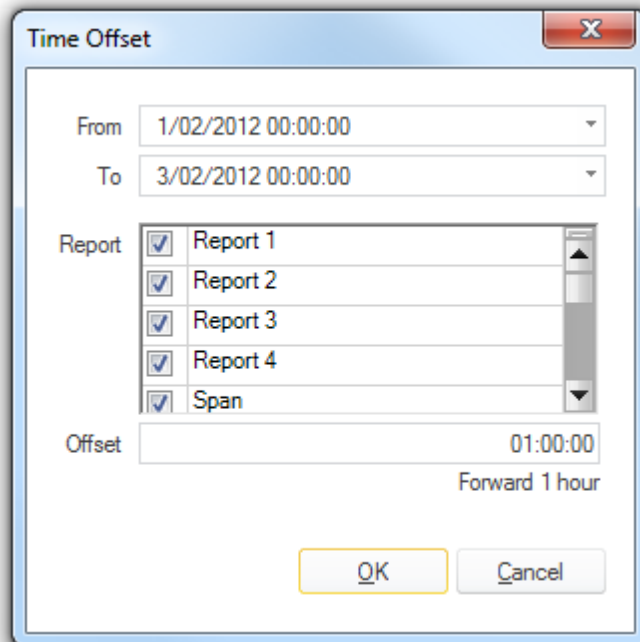 Time Offset
From 1/02/2012 00:00:00
To 3/02/2012 00:00:00
Report Report 1
Report 2
Report 3
Report 4
Span
Offset 01:00:00
Forward 1 hour
OK Cancel